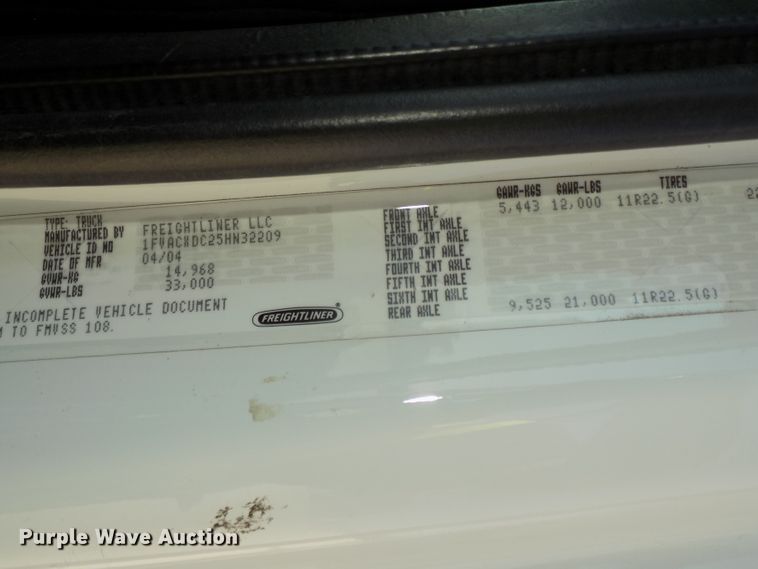 TYPE: TRUCK
MANUFACTURED BY FREIGHTLINER LLC
VEHICLE ID NO 1FVACXDC25HN32209
DATE OF MFR 04/04
GVWR-KG 14,968
GVWR-LBS 33,000
INCOMPLETE VEHICLE DOCUMENT
TO FMVSS 108.
FREIGHTLINER®
GAWR-KGS GAWR-LBS TIRES
FRONT AXLE 5,443 12,000 11R22.5(G) 22
FIRST INT AXLE
SECOND INT AXLE
THIRD INT AXLE
FOURTH INT AXLE
FIFTH INT AXLE
SIXTH INT AXLE
REAR AXLE 9,525 21,000 11R22.5(G)
Purple Wave Auction